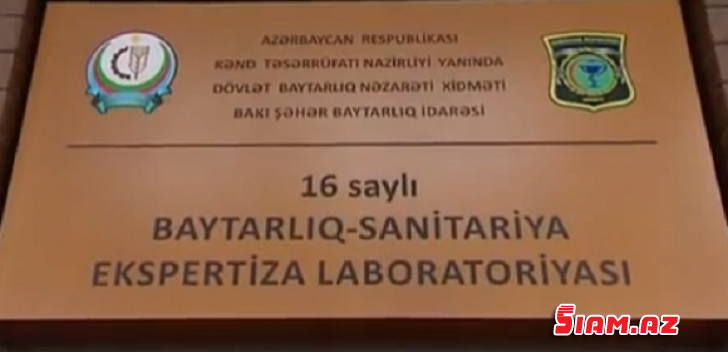 AZƏRBAYCAN RESPUBLİKASI
KƏND TƏSƏRRÜFATI NAZİRLİYİ YANINDA
DÖVLƏT BAYTARLIQ NƏZARƏTİ XİDMƏTİ
BAKI ŞƏHƏR BAYTARLIQ İDARƏSİ
16 saylı
BAYTARLIQ-SANİTARİYA
EKSPERTİZA LABORATORİYASI
SIAM.AZ